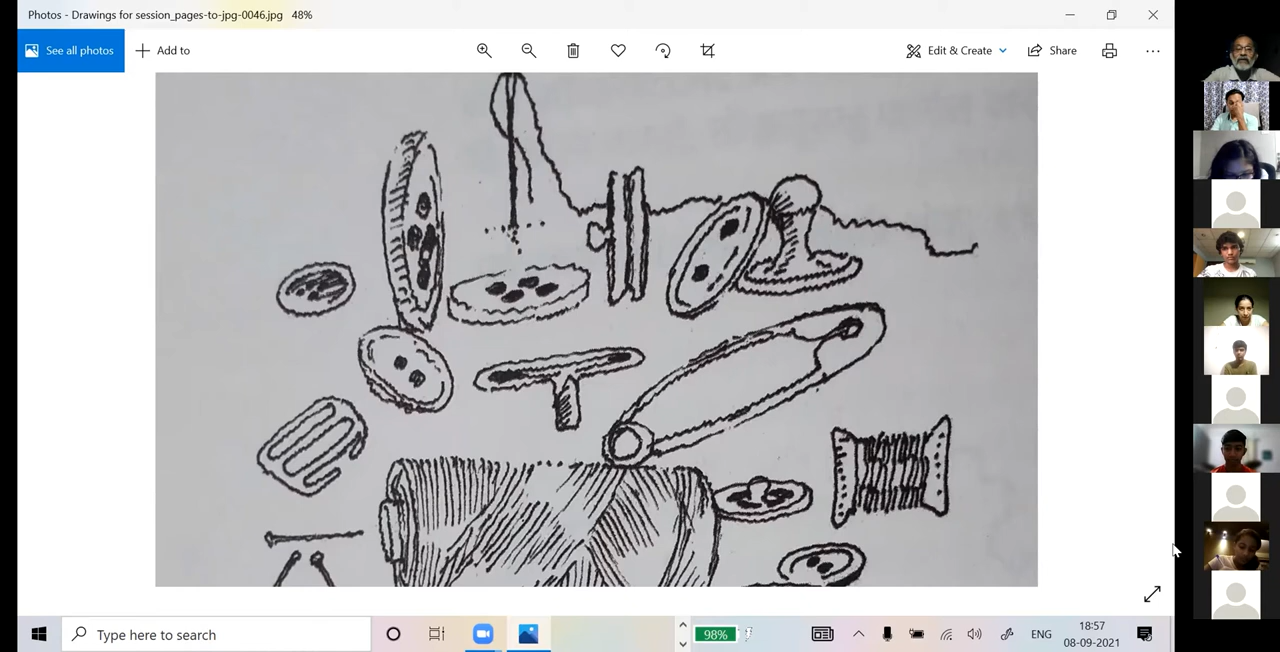 Photos - Drawings for session_pages-to-jpg-0046.jpg 48%
See all photos
Add to
Edit & Create
Share
Type here to search
98%
ENG
18:57
08-09-2021